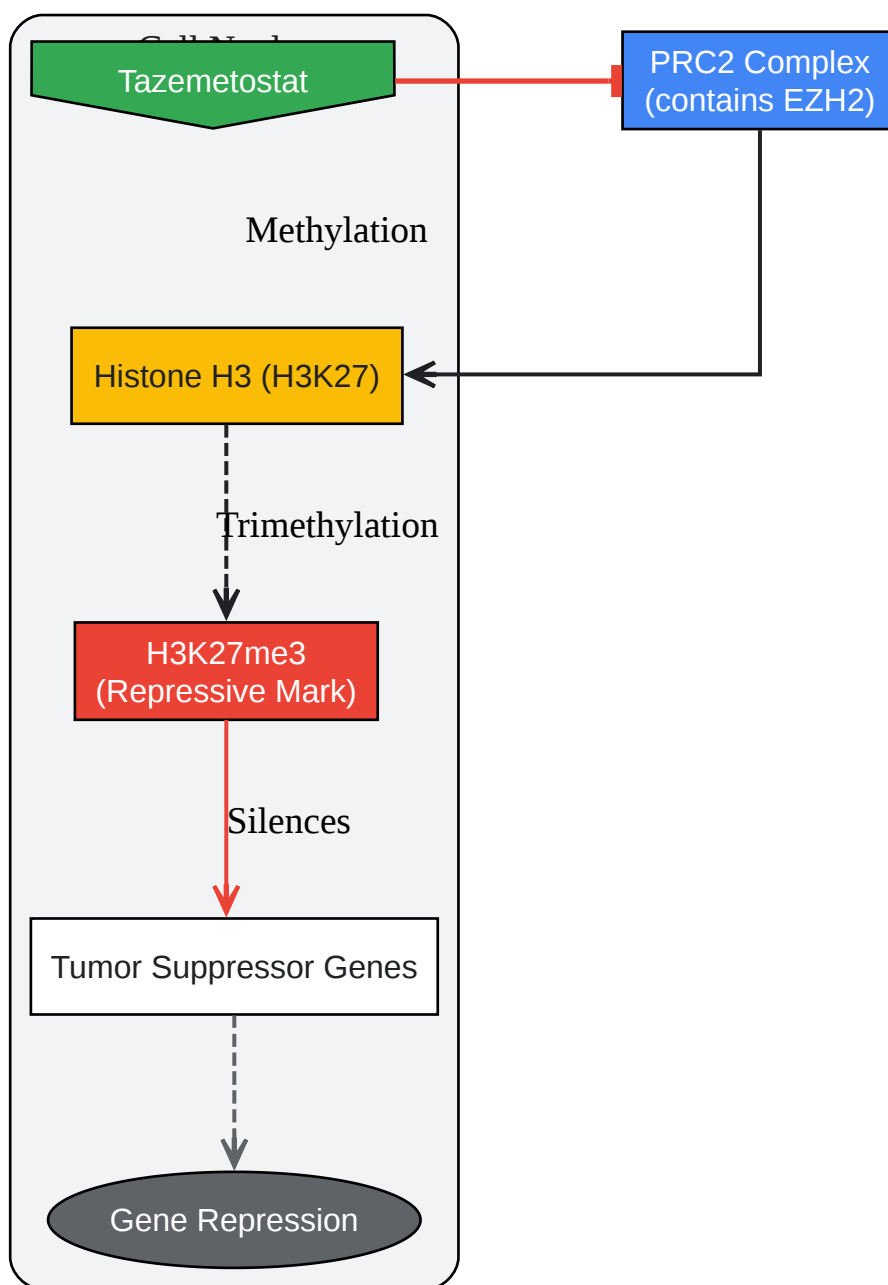 Tazemetostat
PRC2 Complex
(contains EZH2)
Methylation
Histone H3 (H3K27)
Trimethylation
H3K27me3
(Repressive Mark)
Silences
Tumor Suppressor Genes
Gene Repression